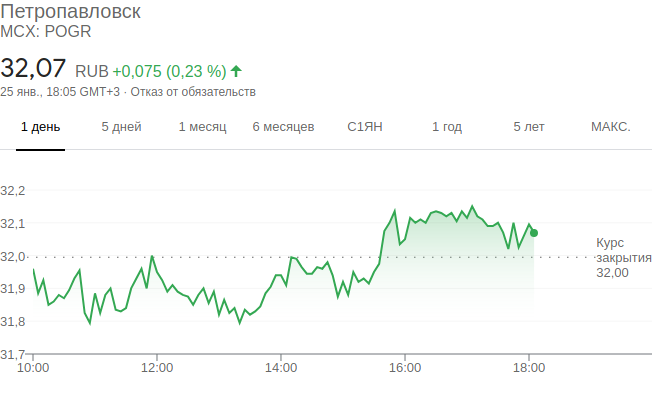 Петропавловск
MCX: POGR
32,07 RUB +0,075 (0,23 %)
25 янв., 18:05 GMT+3 · Отказ от обязательств
1 день 5 дней 1 месяц 6 месяцев С1ЯН 1 год 5 лет МАКС.
32,2
32,1
32,0
31,9
31,8
31,7
Курс
закрытия
32,00
10:00 12:00 14:00 16:00 18:00